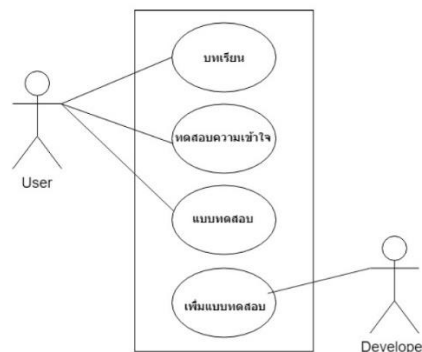 บทเรียน
ทดสอบความเข้าใจ
User
แบบทดสอบ
เพิ่มแบบทดสอบ
Develope